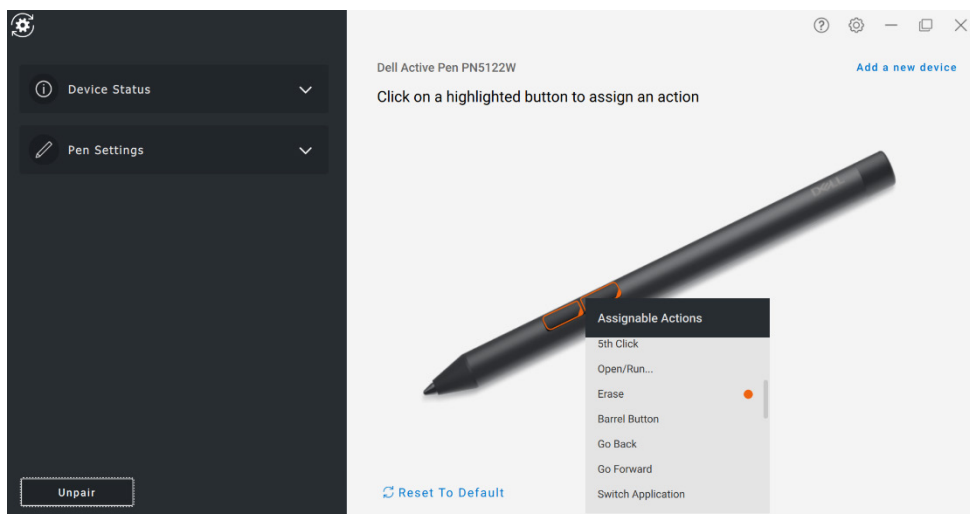 Device Status
Pen Settings
Unpair
Dell Active Pen PN5122W
Add a new device
Click on a highlighted button to assign an action
DELL
Assignable Actions
5th Click
Open/Run...
Erase
Barrel Button
Go Back
Go Forward
Switch Application
Reset To Default